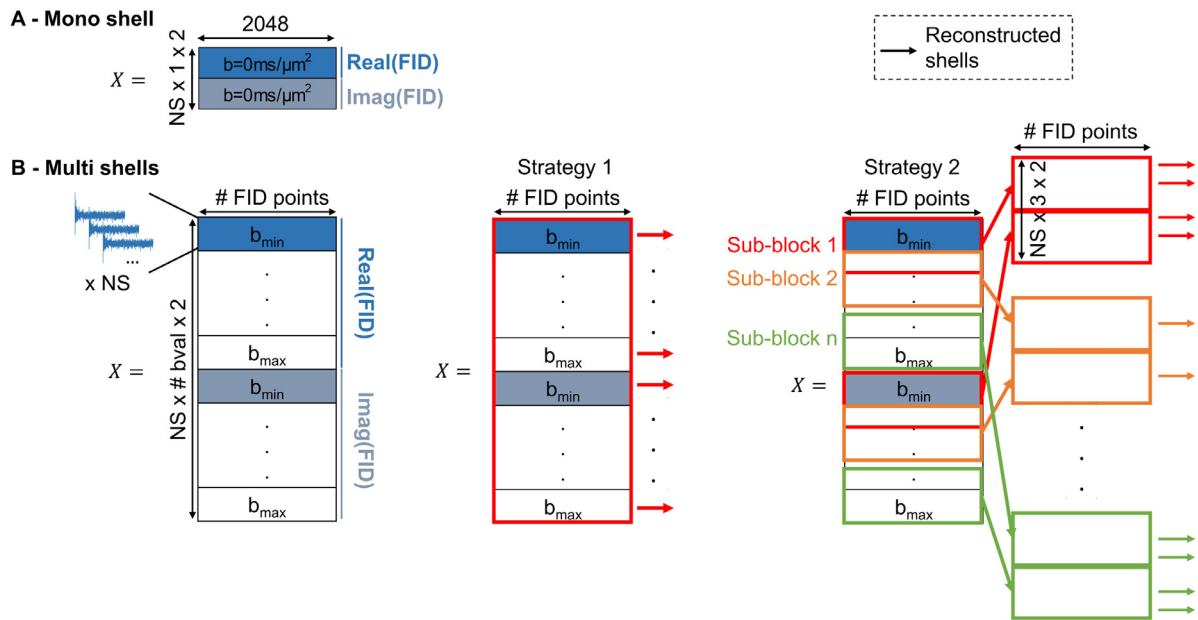 A - Mono shell
2048
NS x 1 x 2
X =
b=0ms/μm²
Real(FID)
b=0ms/μm²
Imag(FID)
Reconstructed
shells
B - Multi shells
...
x NS
# FID points
NS x # bval x 2
X =
b_min
.
.
.
b_max
Real(FID)
b_min
.
.
.
b_max
Imag(FID)
Strategy 1
# FID points
X =
b_min
.
.
.
b_max
b_min
.
.
.
b_max
Strategy 2
# FID points
Sub-block 1
Sub-block 2
Sub-block n
X =
b_min
b_max
b_min
b_max
# FID points
NS x 3 x 2
.
.
.